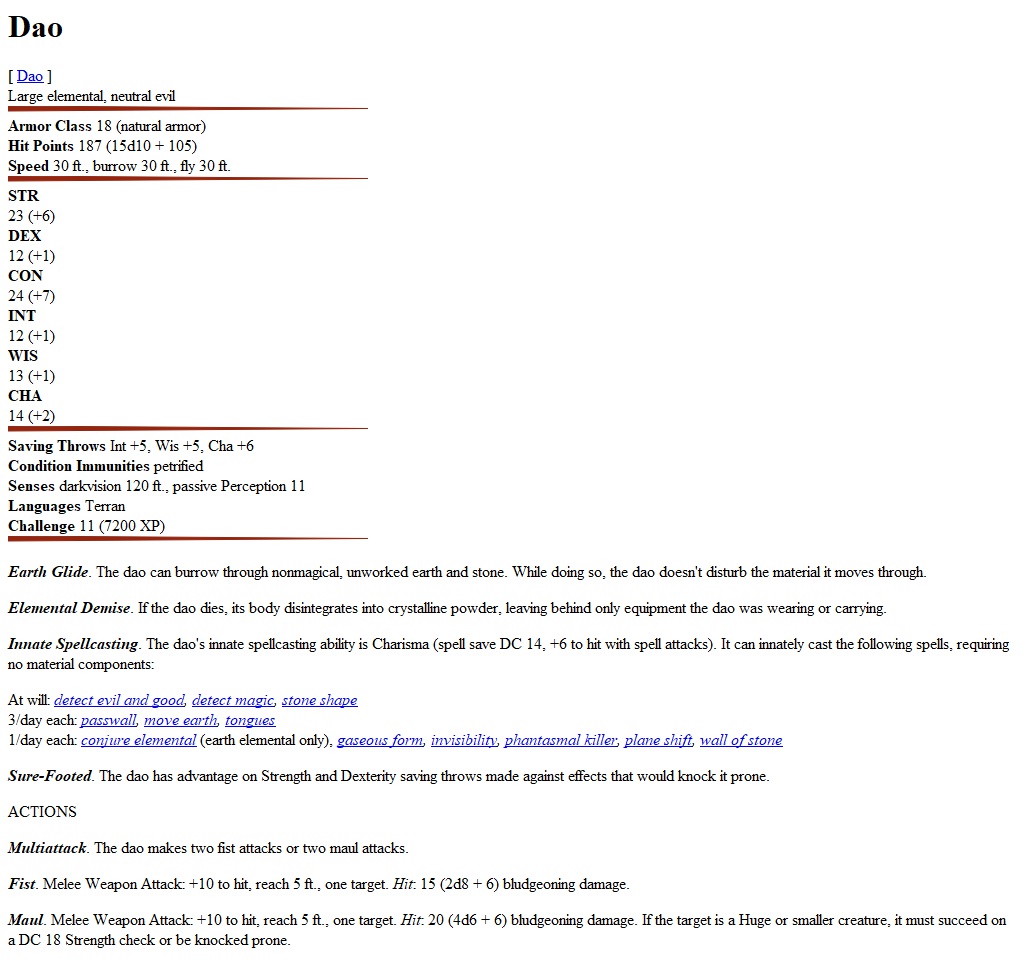 Dao
[ Dao ]
Large elemental, neutral evil
Armor Class 18 (natural armor)
Hit Points 187 (15d10 + 105)
Speed 30 ft., burrow 30 ft., fly 30 ft.
STR
23 (+6)
DEX
12 (+1)
CON
24 (+7)
INT
12 (+1)
WIS
13 (+1)
CHA
14 (+2)
Saving Throws Int +5, Wis +5, Cha +6
Condition Immunities petrified
Senses darkvision 120 ft., passive Perception 11
Languages Terran
Challenge 11 (7200 XP)
Earth Glide. The dao can burrow through nonmagical, unworked earth and stone. While doing so, the dao doesn't disturb the material it moves through.
Elemental Demise. If the dao dies, its body disintegrates into crystalline powder, leaving behind only equipment the dao was wearing or carrying.
Innate Spellcasting. The dao's innate spellcasting ability is Charisma (spell save DC 14, +6 to hit with spell attacks). It can innately cast the following spells, requiring
no material components:
At will: detect evil and good, detect magic, stone shape
3/day each: passwall, move earth, tongues
1/day each: conjure elemental (earth elemental only), gaseous form, invisibility, phantasmal killer, plane shift, wall of stone
Sure-Footed. The dao has advantage on Strength and Dexterity saving throws made against effects that would knock it prone.
ACTIONS
Multiattack. The dao makes two fist attacks or two maul attacks.
Fist. Melee Weapon Attack: +10 to hit, reach 5 ft., one target. Hit: 15 (2d8 + 6) bludgeoning damage.
Maul. Melee Weapon Attack: +10 to hit, reach 5 ft., one target. Hit: 20 (4d6 + 6) bludgeoning damage. If the target is a Huge or smaller creature, it must succeed on
a DC 18 Strength check or be knocked prone.